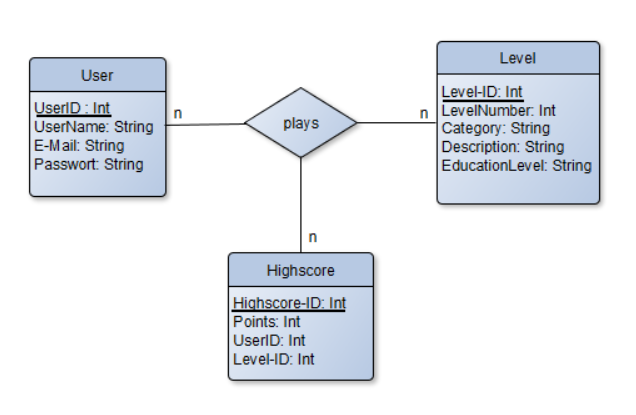 User
UserID : Int
UserName: String
E-Mail: String
Passwort: String
n
plays
n
Level
Level-ID: Int
LevelNumber: Int
Category: String
Description: String
EducationLevel: String
n
Highscore
Highscore-ID: Int
Points: Int
UserID: Int
Level-ID: Int